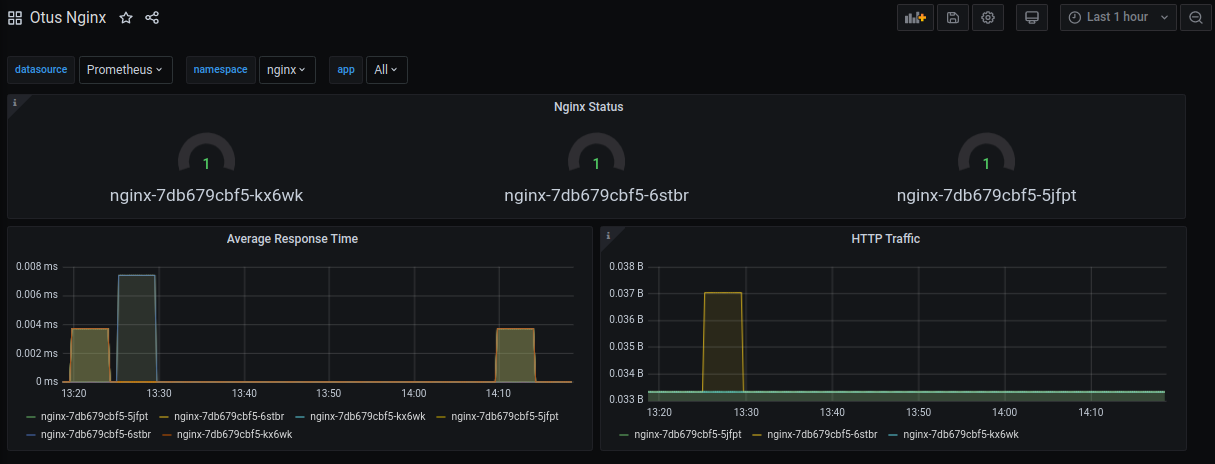 Otus Nginx
Last 1 hour
datasource Prometheus namespace nginx app All
i
Nginx Status
1 1 1
nginx-7db679cbf5-kx6wk nginx-7db679cbf5-6stbr nginx-7db679cbf5-5jfpt
Average Response Time
0.008 ms
0.006 ms
0.004 ms
0.002 ms
0 ms
13:20 13:30 13:40 13:50 14:00 14:10
nginx-7db679cbf5-5jfpt nginx-7db679cbf5-6stbr nginx-7db679cbf5-kx6wk nginx-7db679cbf5-5jfpt
nginx-7db679cbf5-6stbr nginx-7db679cbf5-kx6wk
i
HTTP Traffic
0.038 B
0.037 B
0.036 B
0.035 B
0.034 B
0.033 B
13:20 13:30 13:40 13:50 14:00 14:10
nginx-7db679cbf5-5jfpt nginx-7db679cbf5-6stbr nginx-7db679cbf5-kx6wk